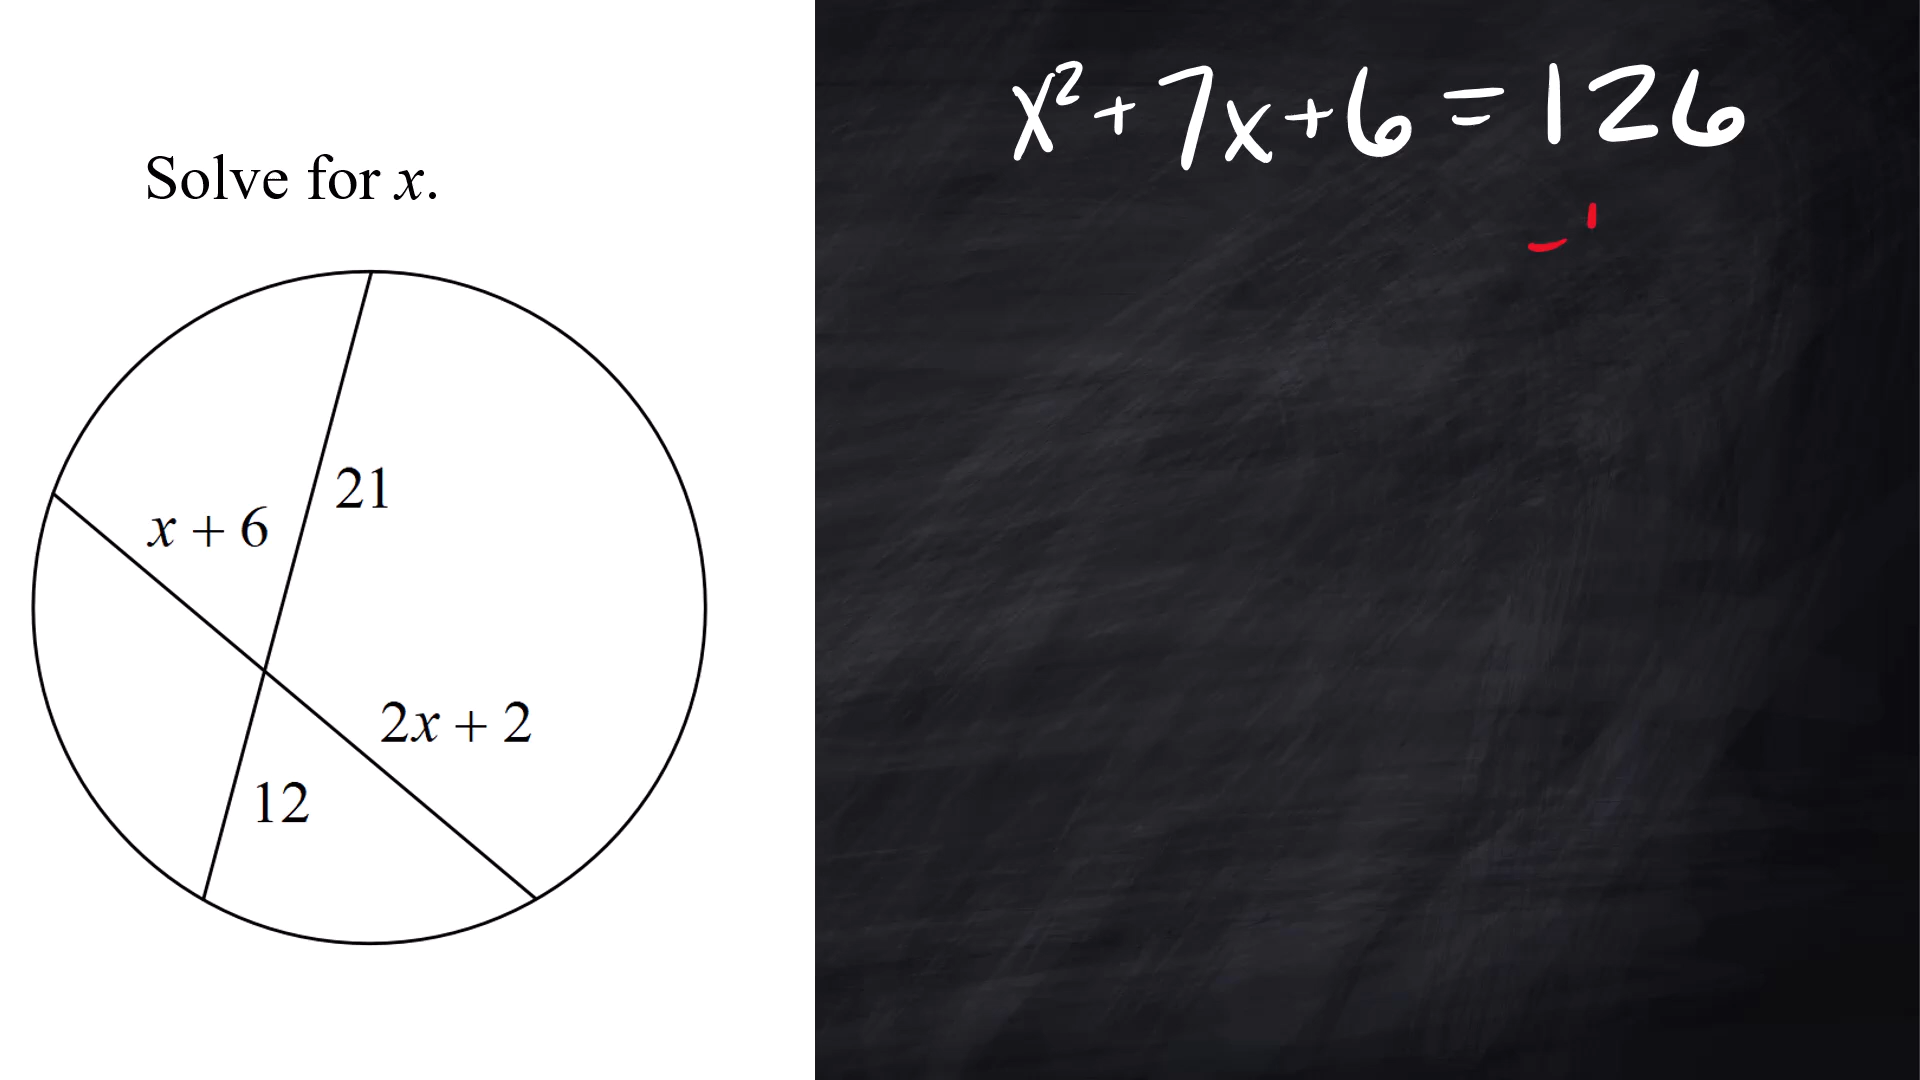 Solve for x.
x + 6
21
2x + 2
12
x² + 7x + 6 = 126